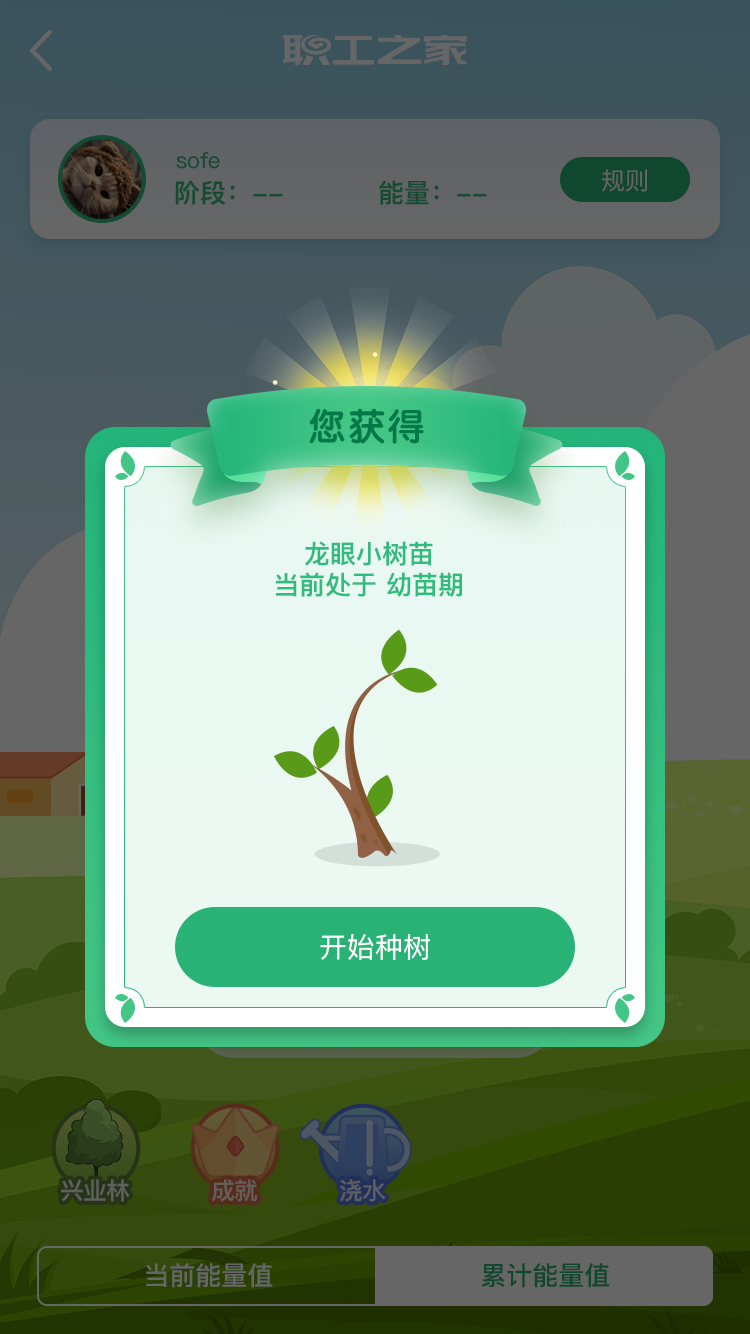 职工之家
sofe
阶段：-- 能量：-- 规则
您获得
龙眼小树苗
当前处于 幼苗期
开始种树
兴业林 成就 浇水
当前能量值 累计能量值